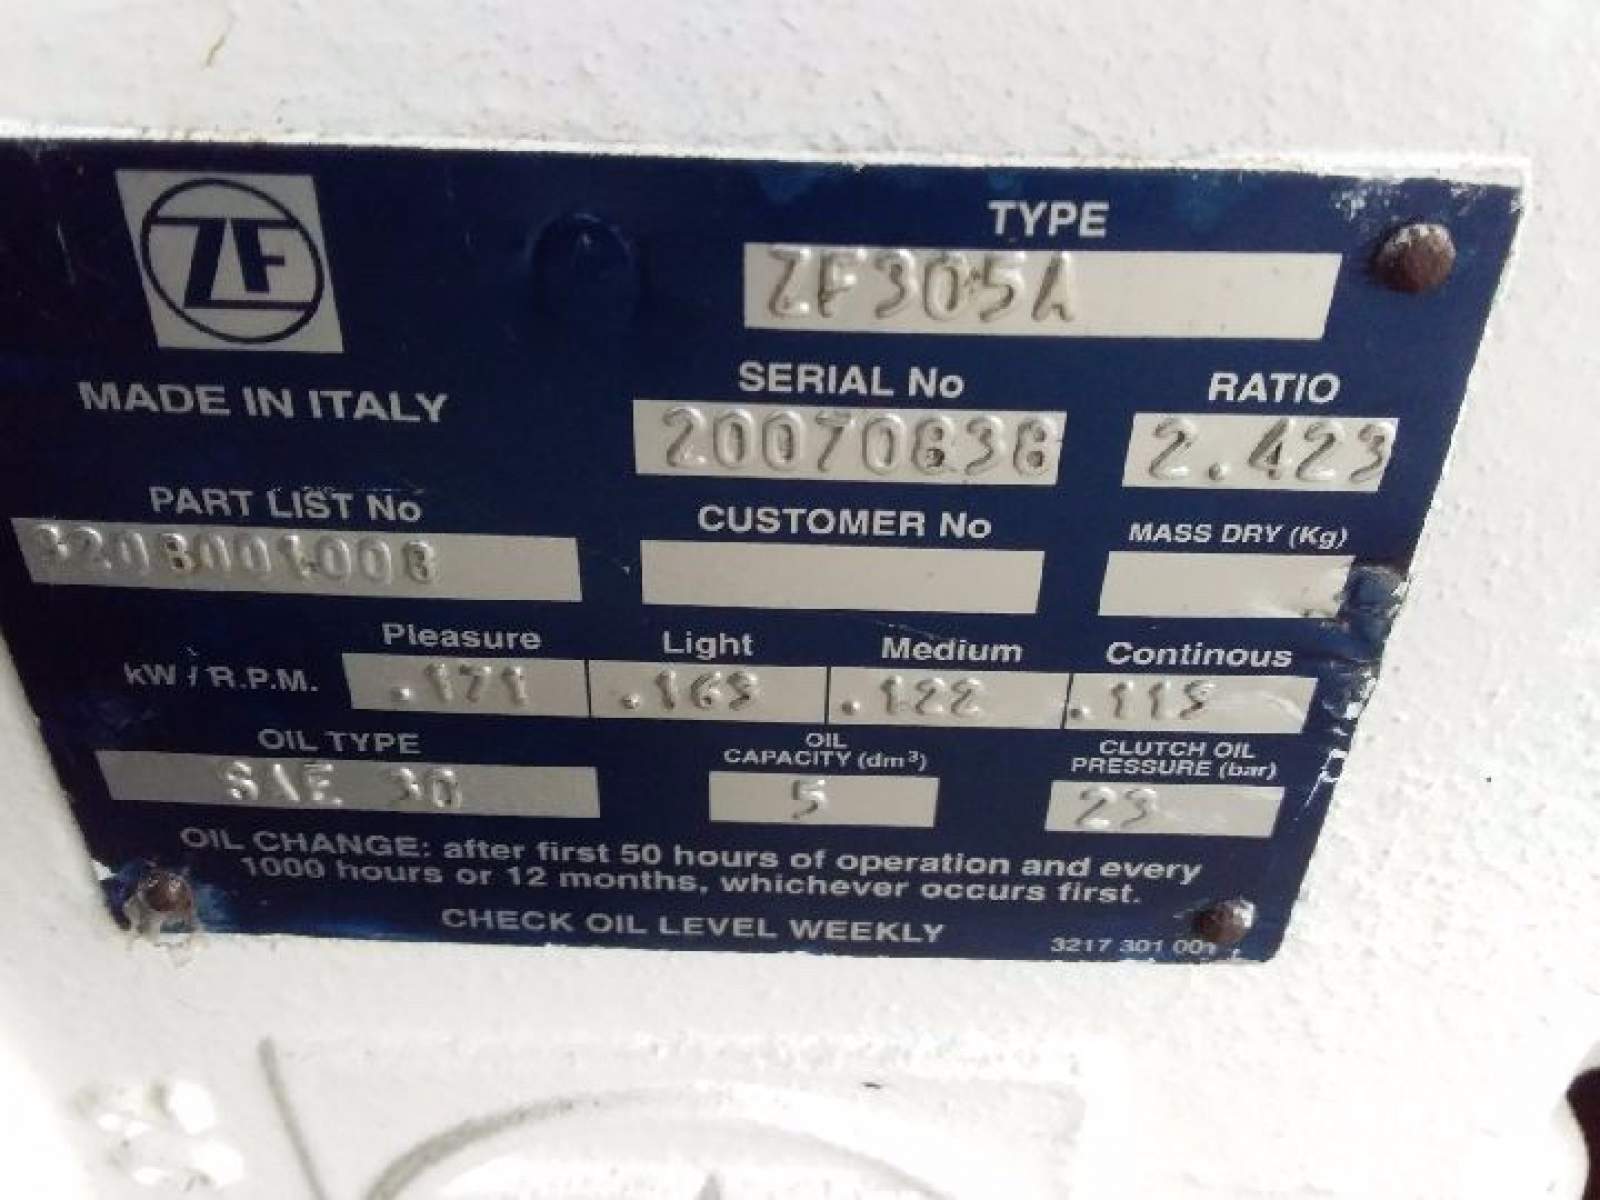 ZF
TYPE
ZF305A
MADE IN ITALY
SERIAL No
RATIO
20070838
2.423
PART LIST No
CUSTOMER No
MASS DRY (Kg)
3208001008
Pleasure Light Medium Continous
kW / R.P.M. .171 .163 .122 .113
OIL TYPE
OIL
CAPACITY (dm³)
CLUTCH OIL
PRESSURE (bar)
SAE 30
5
23
OIL CHANGE: after first 50 hours of operation and every
1000 hours or 12 months, whichever occurs first.
CHECK OIL LEVEL WEEKLY
3217 301 001